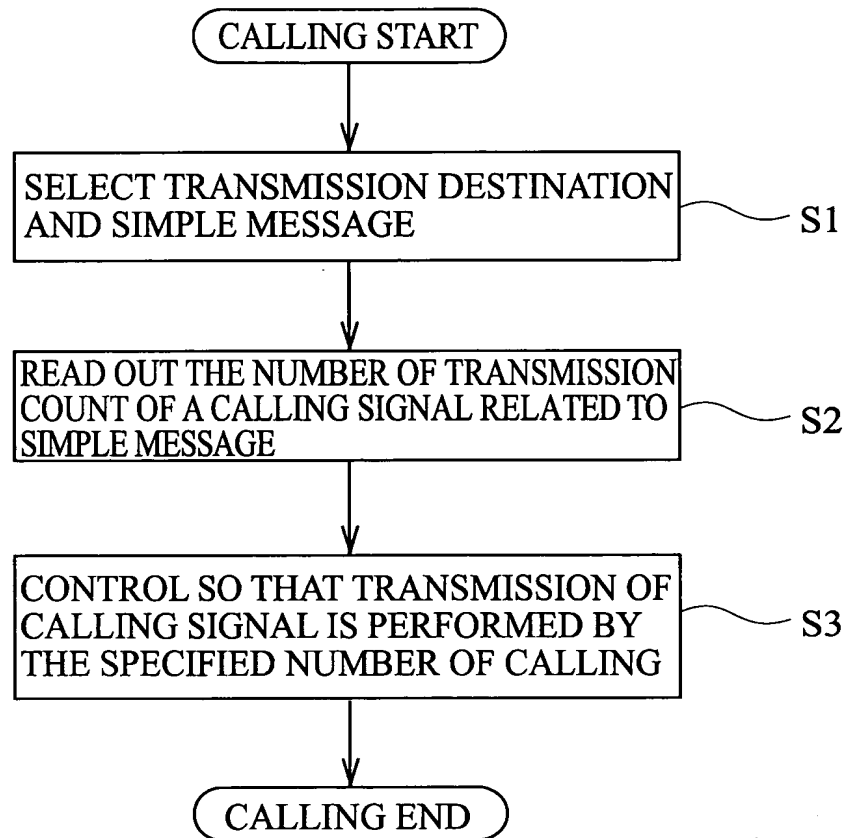 CALLING START
SELECT TRANSMISSION DESTINATION
AND SIMPLE MESSAGE
S1
READ OUT THE NUMBER OF TRANSMISSION
COUNT OF A CALLING SIGNAL RELATED TO
SIMPLE MESSAGE
S2
CONTROL SO THAT TRANSMISSION OF
CALLING SIGNAL IS PERFORMED BY
THE SPECIFIED NUMBER OF CALLING
S3
CALLING END